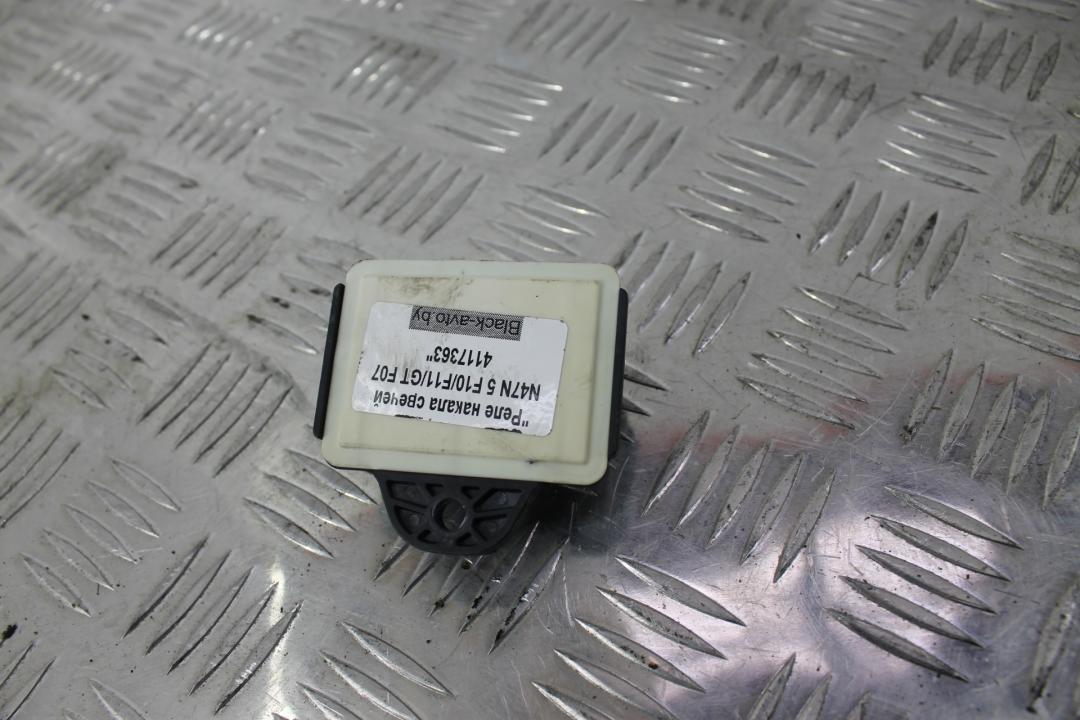 "Реле накала свечей
N47N 5 F10/F11/GT F07
4117363"
Black-avto.by